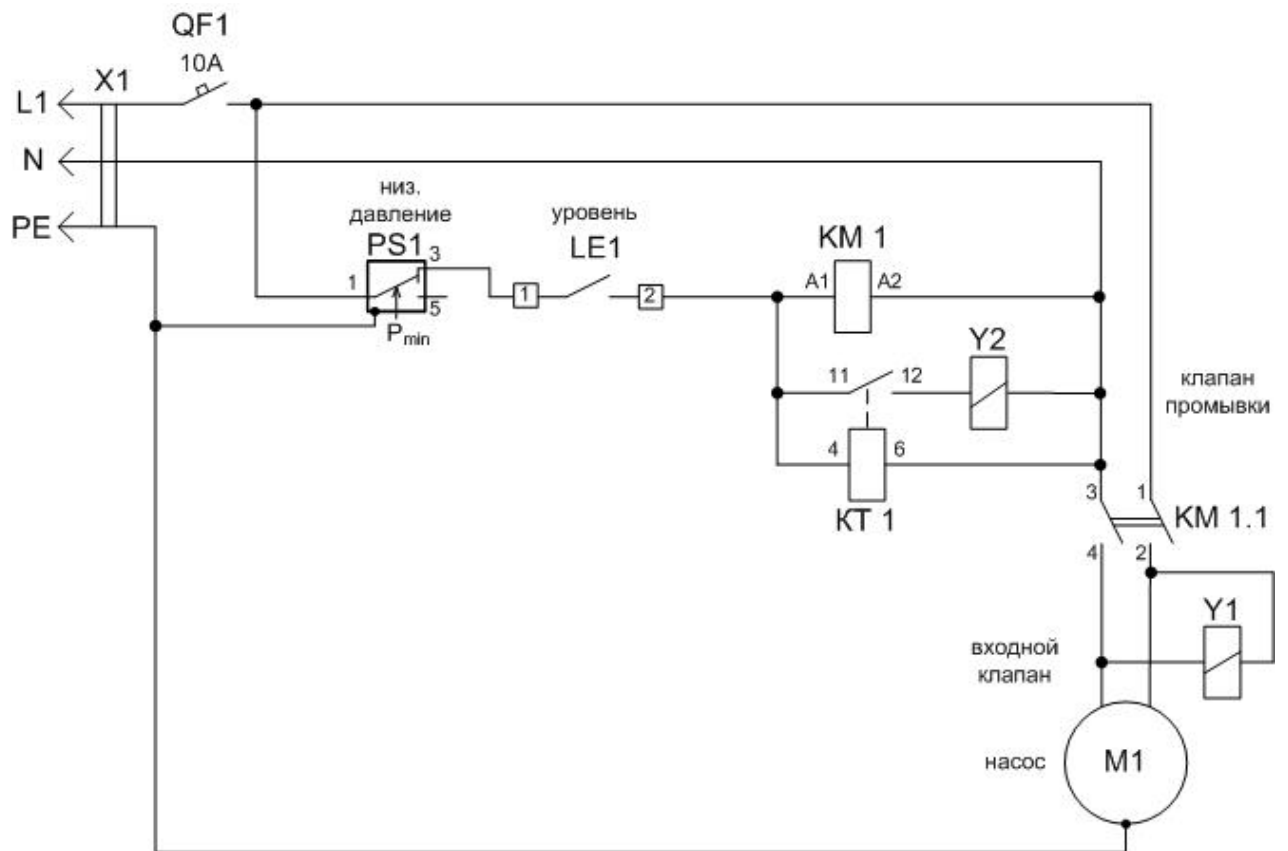 QF1
10A
X1
L1
N
PE
низ.
давление
PS1
1
3
5
Pmin
уровень
LE1
1
2
KM 1
A1
A2
Y2
11
12
4
6
КТ 1
клапан
промывки
3
1
KM 1.1
4
2
Y1
входной
клапан
насос
M1